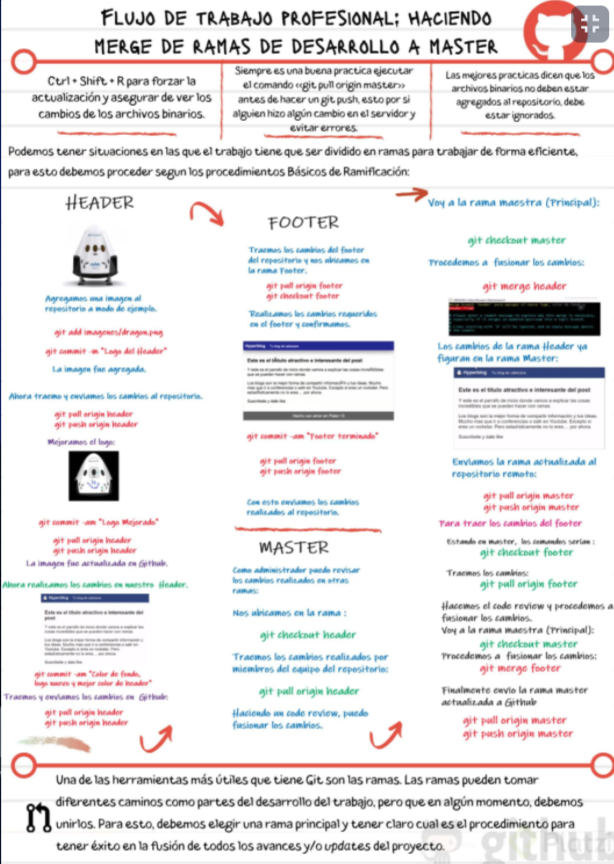 Flujo de trabajo profesional: haciendo
merge de ramas de desarrollo a master
Ctrl + Shift + R para forzar la
actualización y asegurar de ver los
cambios de los archivos binarios.
Siempre es una buena practica ejecutar
el comando «git pull origin master»
antes de hacer un git push, esto por si
alguien hizo algún cambio en el servidor y
evitar errores.
Las mejores practicas dicen que los
archivos binarios no deben estar
agregados al repositorio, debe
estar ignorados.
Podemos tener situaciones en las que el trabajo tiene que ser dividido en ramas para trabajar de forma eficiente,
para esto debemos proceder segun los procedimientos Básicos de Ramificación:
HEADER
Agregamos una imagen al
repositorio a modo de ejemplo.
git add imagenes/dragon.png
git commit -m "Logo del Header"
La imagen fue agregada.
Ahora traemo y enviamos los cambios al repositorio.
git pull origin header
git push origin header
Mejoramos el logo:
git commit -am "Logo Mejorado"
git pull origin header
git push origin header
La imagen fue actualizada en Github.
Ahora realizamos los cambios en nuestro Header.
Hyperblog
Este es el título atractivo e interesante del
post
git commit -am "Color de fondo,
logo nuevo y mejor color de header"
Traemos y enviamos los cambios en Github:
git pull origin header
git push origin header
FOOTER
Traemos los cambios del footer
del repositorio y nos ubicamos en
la rama Footer.
git pull origin footer
git checkout footer
Realizamos los cambios requeridos
en el footer y confirmamos.
Hyperblog
Este es el título atractivo e interesante del post
Suscríbete y dale like
git commit -am "Footer terminado"
git pull origin footer
git push origin footer
Con esto enviamos los cambios
realizados al repositorio.
MASTER
Como administrador puedo revisar
los cambios realizados en otras
ramas:
Nos ubicamos en la rama :
git checkout header
Traemos los cambios realizados por
miembros del equipo del repositorio:
git pull origin header
Haciendo un code review, puedo
fusionar los cambios.
Voy a la rama maestra (Principal):
git checkout master
Procedemos a fusionar los cambios:
git merge header
Los cambios de la rama Header ya
figuran en la rama Master:
Hyperblog
Este es el título atractivo e interesante del post
Suscríbete y dale like
Enviamos la rama actualizada al
repositorio remoto:
git pull origin master
git push origin master
Para traer los cambios del footer
Estando en master, los comandos serían :
git checkout footer
Traemos los cambios:
git pull origin footer
Hacemos el code review y procedemos a
fusionar los cambios.
Voy a la rama maestra (Principal):
git checkout master
Procedemos a fusionar los cambios:
git merge footer
Finalmente envio la rama master
actualizada a Github
git pull origin master
git push origin master
Una de las herramientas más útiles que tiene Git son las ramas. Las ramas pueden tomar
diferentes caminos como partes del desarrollo del trabajo, pero que en algún momento, debemos
unirlos. Para esto, debemos elegir una rama principal y tener claro cual es el procedimiento para
tener éxito en la fusión de todos los avances y/o updates del proyecto.
github
Platzi